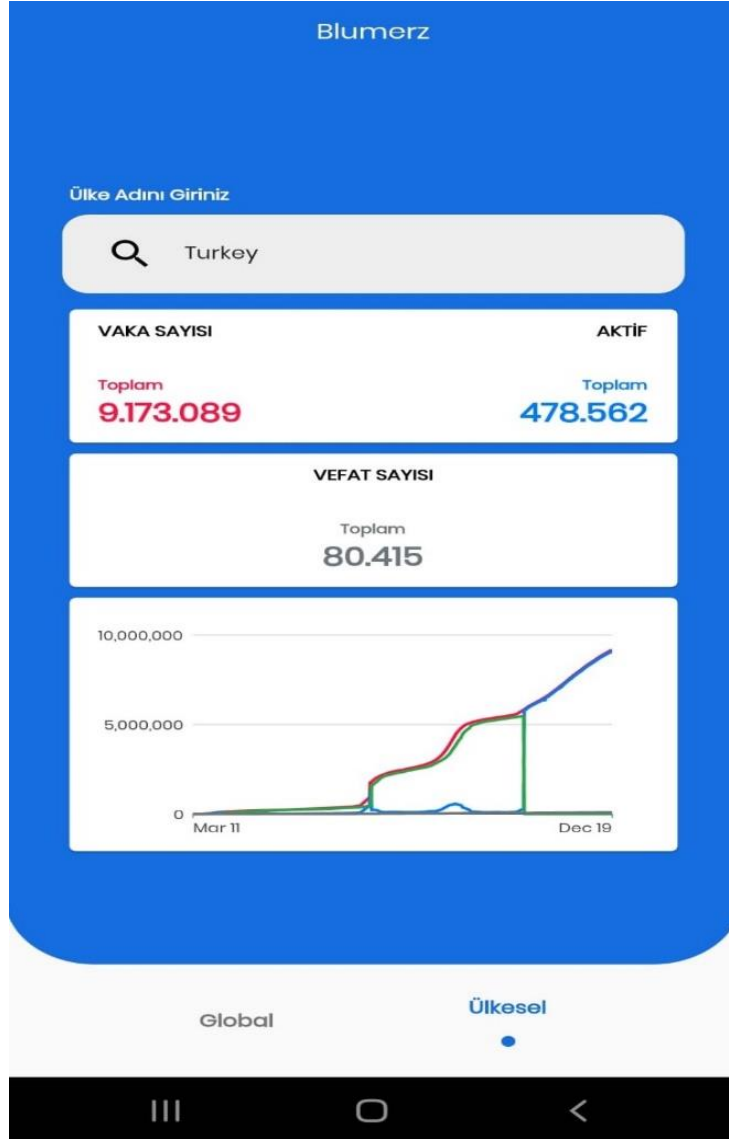 Blumerz
Ülke Adını Giriniz
Turkey
VAKA SAYISI AKTİF
Toplam Toplam
9.173.089 478.562
VEFAT SAYISI
Toplam
80.415
10,000,000
5,000,000
0
Mar 11 Dec 19
Global Ülkesel